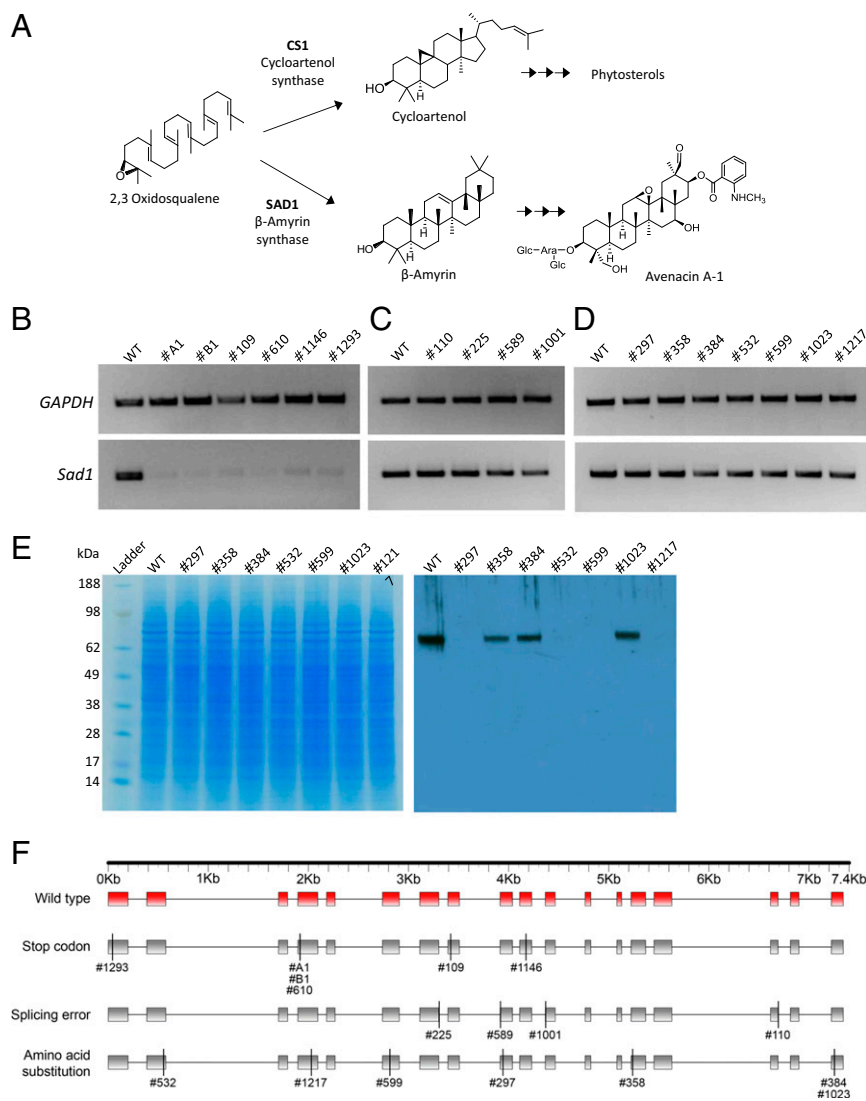 A
CS1
Cycloartenol
synthase
HO
H
Cycloartenol
Phytosterols
O
2,3 Oxidosqualene
SAD1
β-Amyrin
synthase
HO
H
H
β-Amyrin
O
O
O
O
NHCH3
OH
H
Glc-Ara-O
Glc
OH
Avenacin A-1
B
WT #A1 #B1 #109 #610 #1146 #1293
C
WT #110 #225 #589 #1001
D
WT #297 #358 #384 #532 #599 #1023 #1217
GAPDH
Sad1
E
kDa Ladder WT #297 #358 #384 #532 #599 #1023 #121
7
WT #297 #358 #384 #532 #599 #1023 #1217
188
98
62
49
38
28
17
14
F
0Kb 1Kb 2Kb 3Kb 4Kb 5Kb 6Kb 7Kb 7.4Kb
Wild type
Stop codon
#1293 #A1 #109 #1146
#B1
#610
Splicing error
#225 #589 #1001 #110
Amino acid
substitution
#532 #1217 #599 #297 #358 #384
#1023